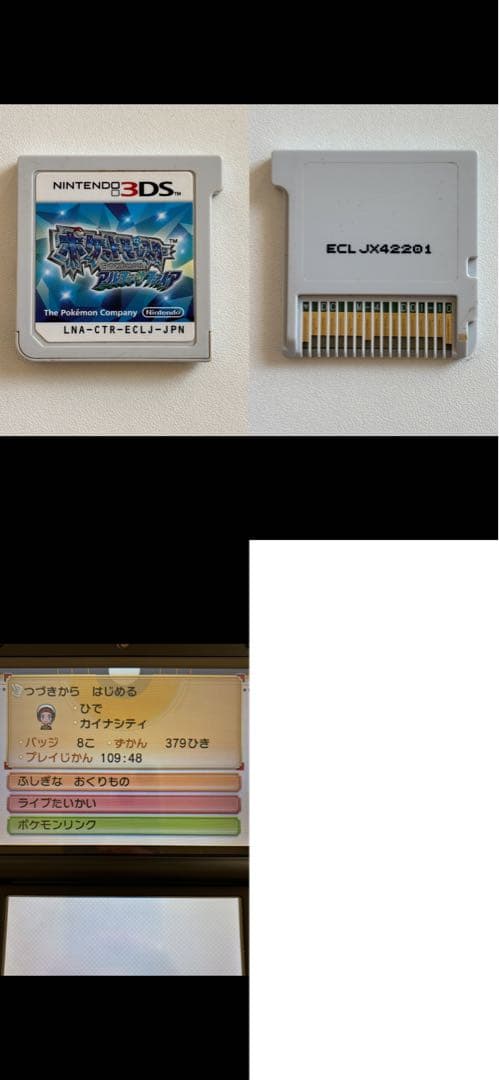 NINTENDO 3DS™
ポケットモンスター™
アルファサファイア
The Pokémon Company Nintendo
LNA-CTR-ECLJ-JPN
ECL JX42201
つづきから はじめる
・ひで
・カイナシティ
・バッジ 8こ ・ずかん 379ひき
・プレイじかん 109:48
ふしぎな おくりもの
ライブたいかい
ポケモンリンク